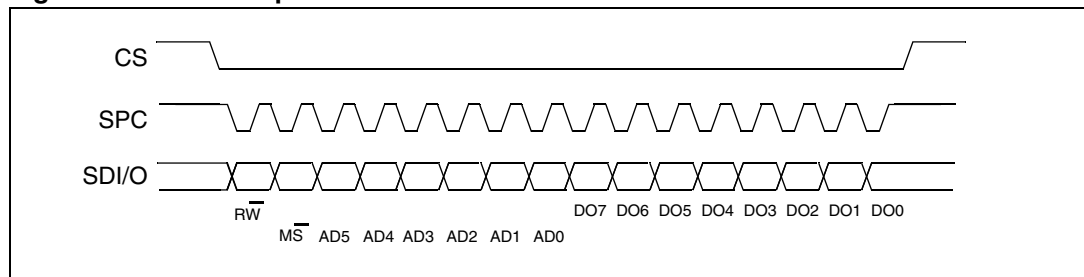 CS
SPC
SDI/O
RW
DO7 DO6 DO5 DO4 DO3 DO2 DO1 DO0
MS AD5 AD4 AD3 AD2 AD1 AD0